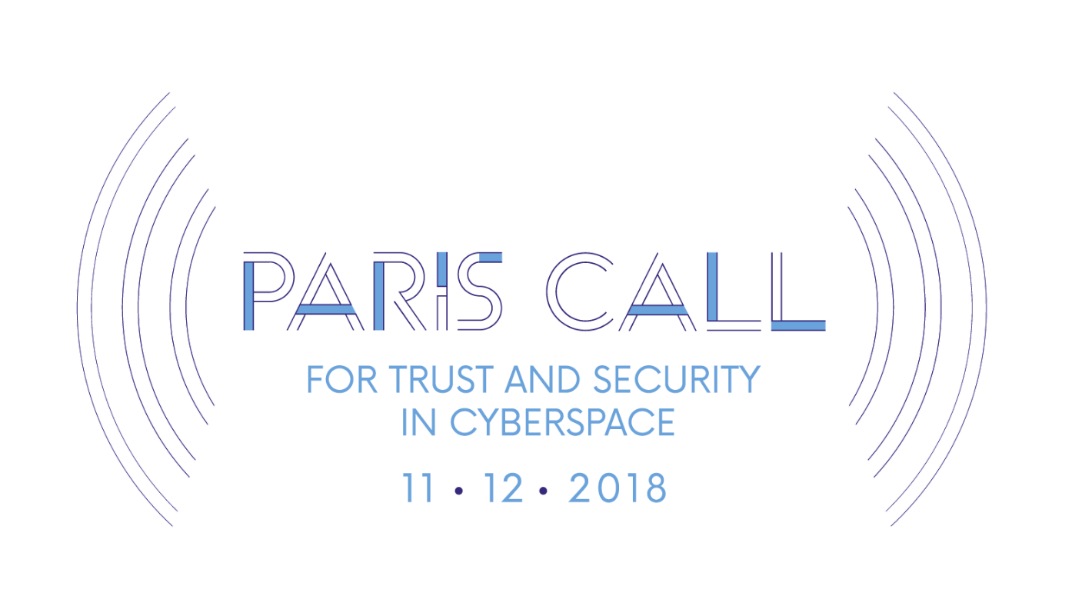 PARIS CALL
FOR TRUST AND SECURITY
IN CYBERSPACE
11 • 12 • 2018